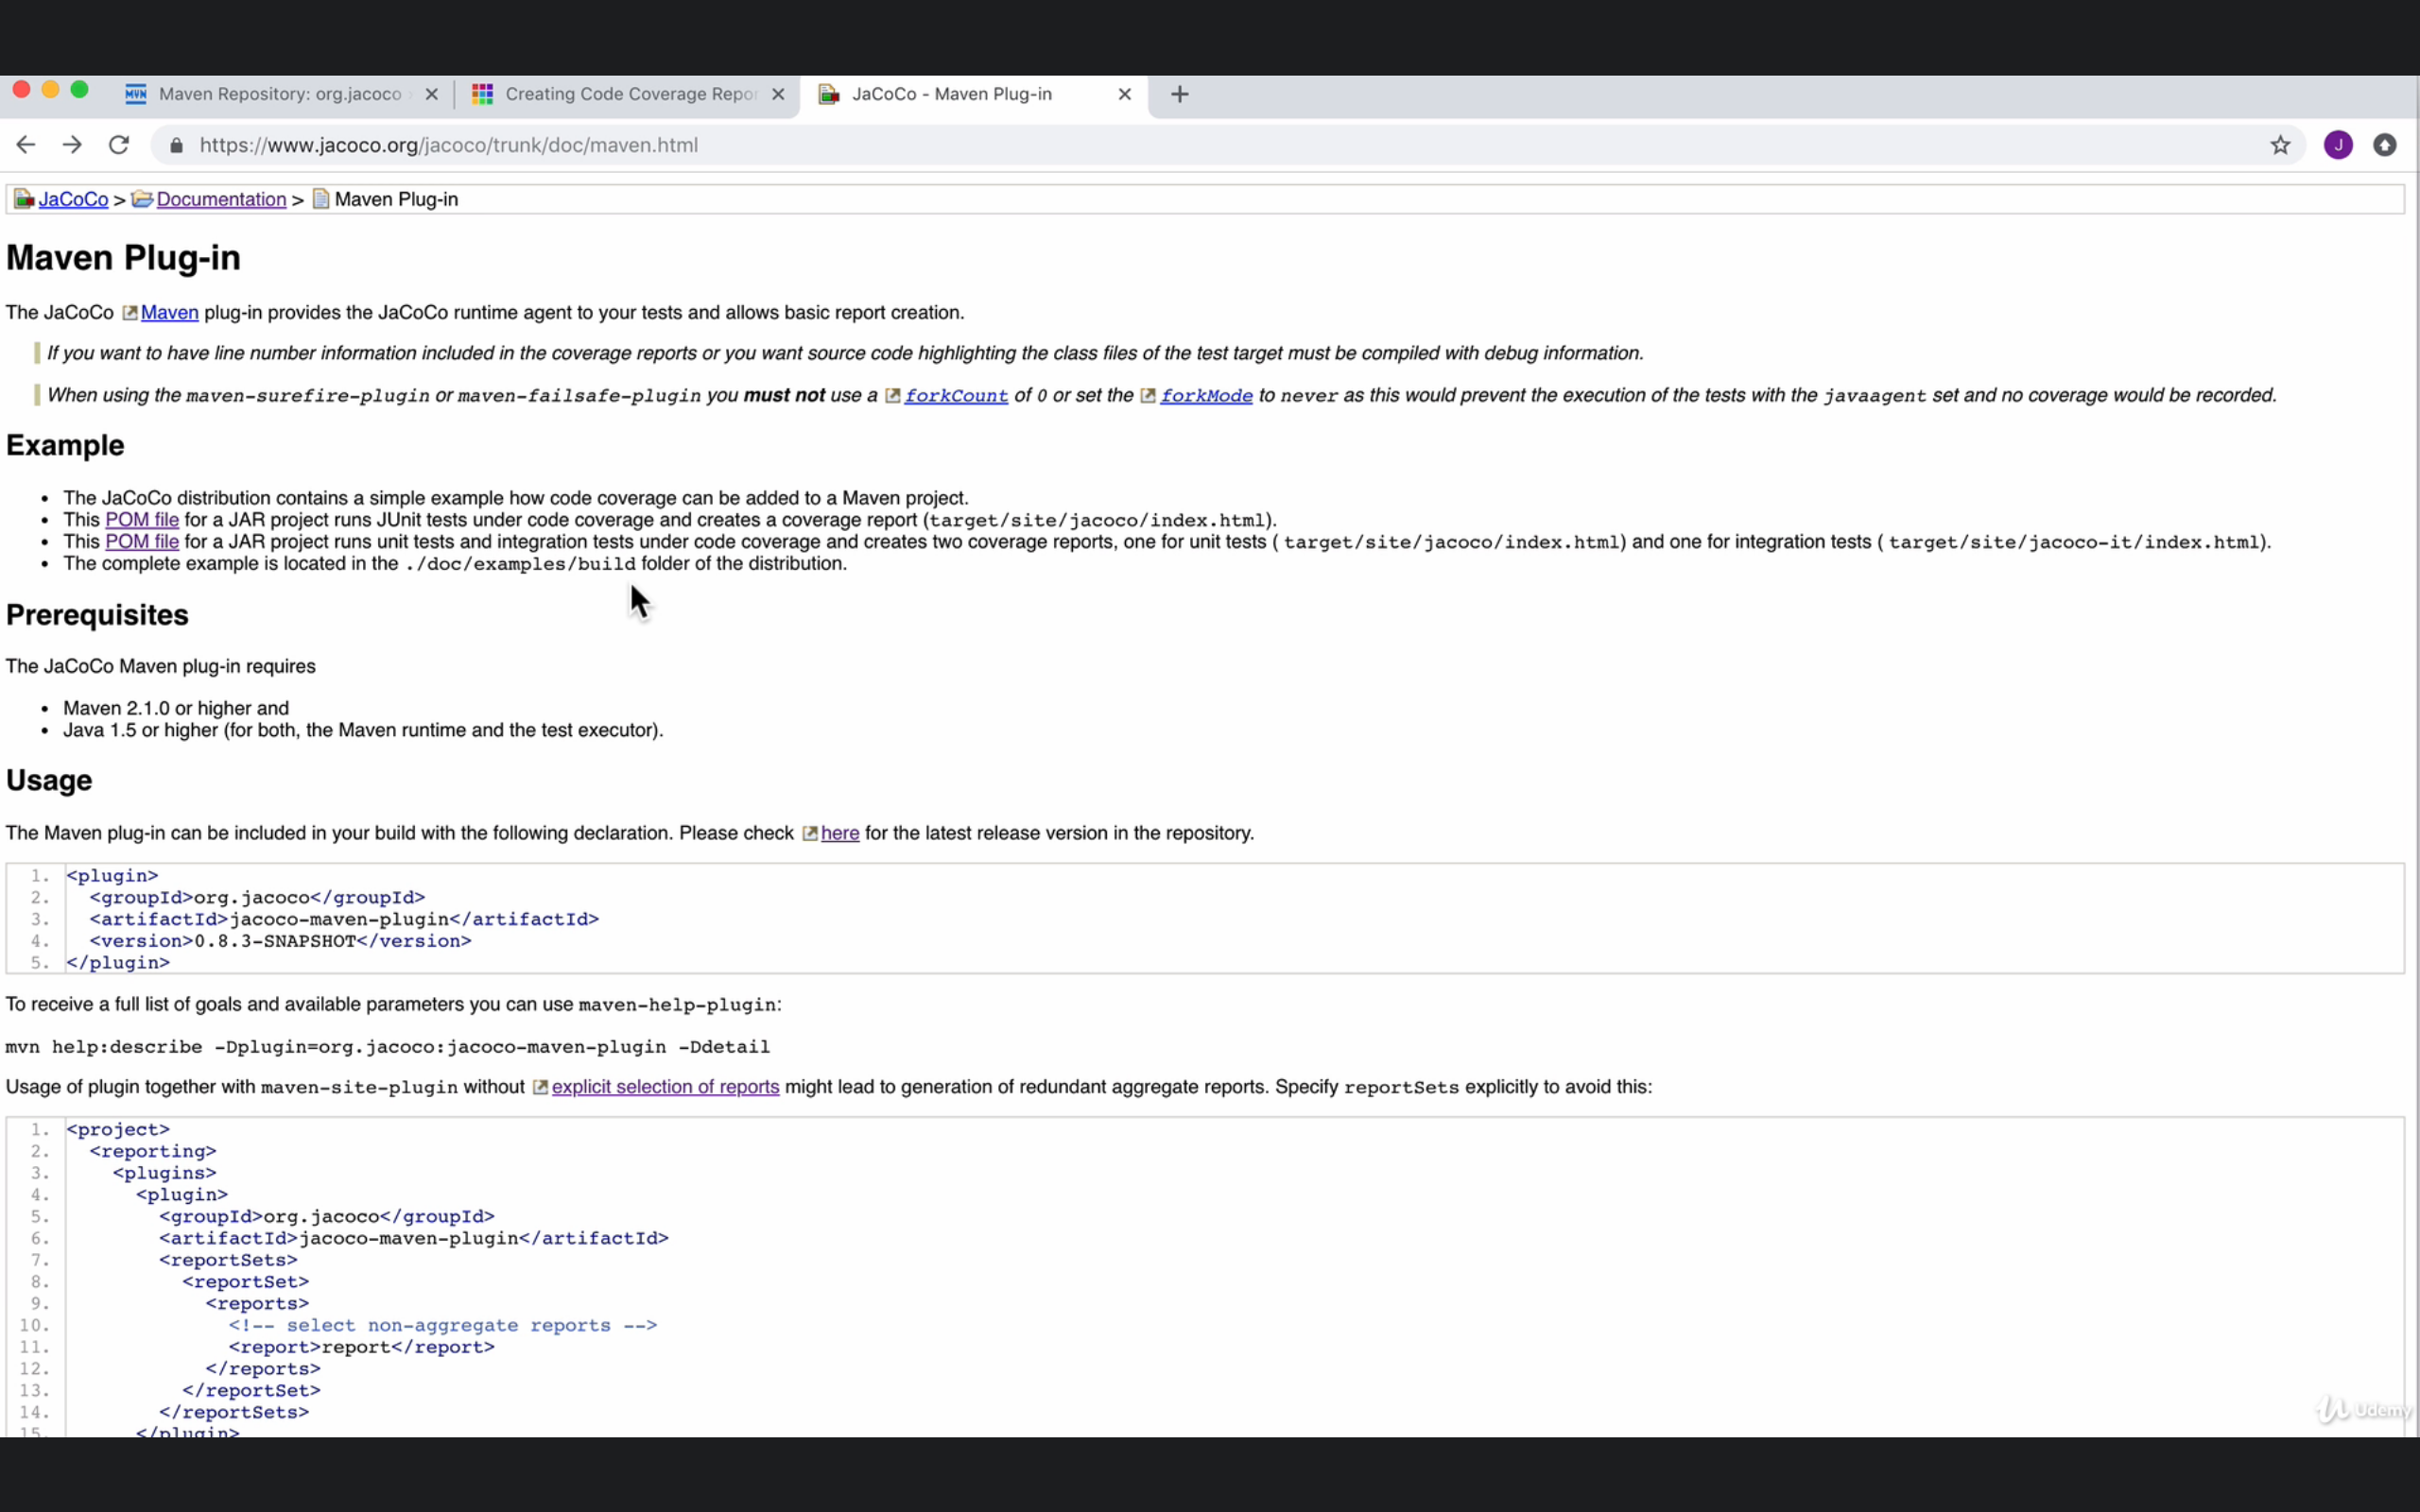 Maven Repository: org.jacoco
Creating Code Coverage Repor
JaCoCo - Maven Plug-in
https://www.jacoco.org/jacoco/trunk/doc/maven.html
J
JaCoCo > Documentation > Maven Plug-in
Maven Plug-in
The JaCoCo Maven plug-in provides the JaCoCo runtime agent to your tests and allows basic report creation.
If you want to have line number information included in the coverage reports or you want source code highlighting the class files of the test target must be compiled with debug information.
When using the maven-surefire-plugin or maven-failsafe-plugin you must not use a forkCount of 0 or set the forkMode to never as this would prevent the execution of the tests with the javaagent set and no coverage would be recorded.
Example
• The JaCoCo distribution contains a simple example how code coverage can be added to a Maven project.
• This POM file for a JAR project runs JUnit tests under code coverage and creates a coverage report (target/site/jacoco/index.html).
• This POM file for a JAR project runs unit tests and integration tests under code coverage and creates two coverage reports, one for unit tests ( target/site/jacoco/index.html) and one for integration tests ( target/site/jacoco-it/index.html).
• The complete example is located in the ./doc/examples/build folder of the distribution.
Prerequisites
The JaCoCo Maven plug-in requires
• Maven 2.1.0 or higher and
• Java 1.5 or higher (for both, the Maven runtime and the test executor).
Usage
The Maven plug-in can be included in your build with the following declaration. Please check here for the latest release version in the repository.
1. <plugin>
2.   <groupId>org.jacoco</groupId>
3.   <artifactId>jacoco-maven-plugin</artifactId>
4.   <version>0.8.3-SNAPSHOT</version>
5. </plugin>
To receive a full list of goals and available parameters you can use maven-help-plugin:
mvn help:describe -Dplugin=org.jacoco:jacoco-maven-plugin -Ddetail
Usage of plugin together with maven-site-plugin without explicit selection of reports might lead to generation of redundant aggregate reports. Specify reportSets explicitly to avoid this:
1. <project>
2.   <reporting>
3.     <plugins>
4.       <plugin>
5.         <groupId>org.jacoco</groupId>
6.         <artifactId>jacoco-maven-plugin</artifactId>
7.         <reportSets>
8.           <reportSet>
9.             <reports>
10.               <!-- select non-aggregate reports -->
11.               <report>report</report>
12.             </reports>
13.           </reportSet>
14.         </reportSets>
15.       </plugin>
Udemy